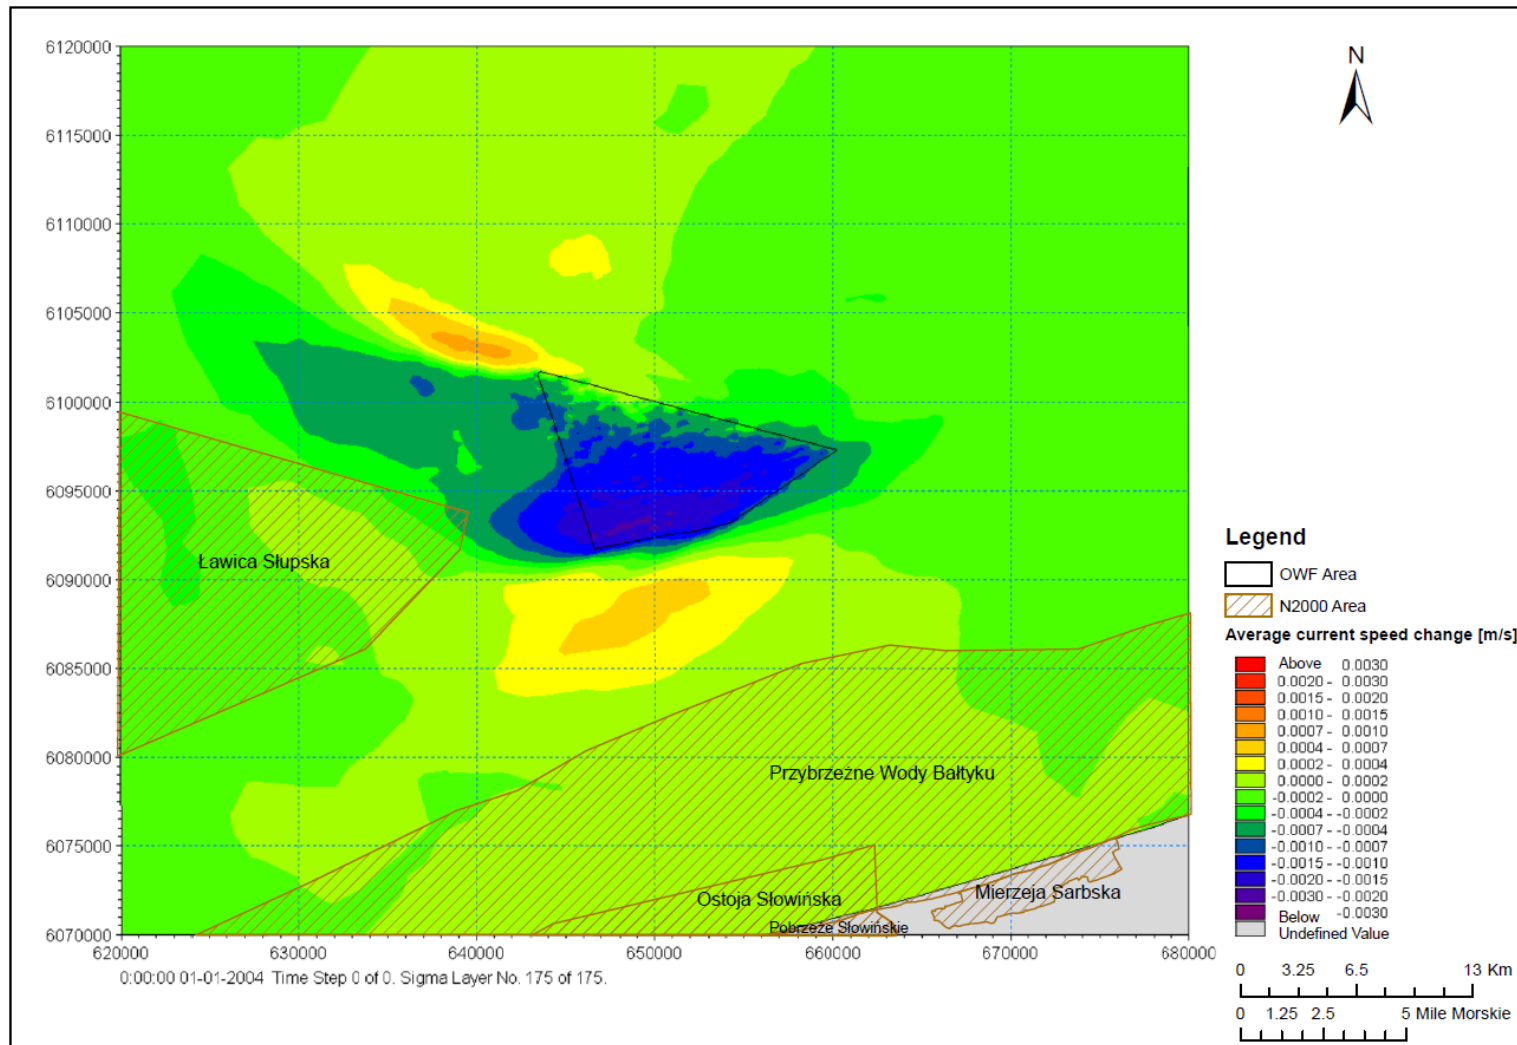 N
6120000
6115000
6110000
6105000
6100000
6095000
6090000
6085000
6080000
6075000
6070000
620000
630000
640000
650000
660000
670000
680000
Ławica Słupska
Przybrzeżne Wody Bałtyku
Ostoja Słowińska
Mierzeja Sarbska
Pobrzeże Słowińskie
0:00:00 01-01-2004 Time Step 0 of 0. Sigma Layer No. 175 of 175.
Legend
OWF Area
N2000 Area
Average current speed change [m/s]
Above 0.0030
0.0020 - 0.0030
0.0015 - 0.0020
0.0010 - 0.0015
0.0007 - 0.0010
0.0004 - 0.0007
0.0002 - 0.0004
0.0000 - 0.0002
-0.0002 - 0.0000
-0.0004 - -0.0002
-0.0007 - -0.0004
-0.0010 - -0.0007
-0.0015 - -0.0010
-0.0020 - -0.0015
-0.0030 - -0.0020
Below -0.0030
Undefined Value
0 3.25 6.5 13 Km
0 1.25 2.5 5 Mile Morskie